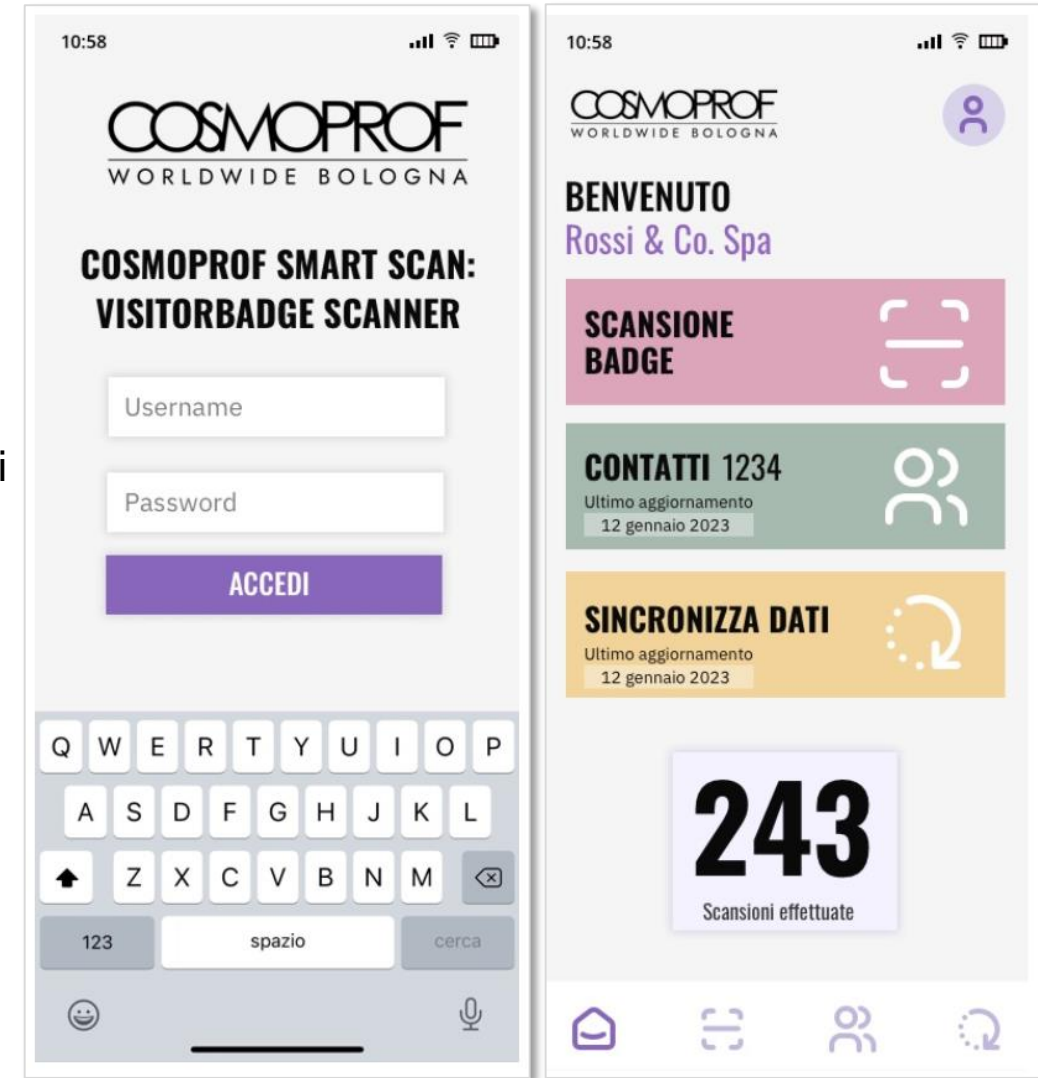 10:58
COSMOPROF
WORLDWIDE BOLOGNA
COSMOPROF SMART SCAN:
VISITORBADGE SCANNER
i
Username
Password
ACCEDI
Q W E R T Y U I O P
A S D F G H J K L
Z X C V B N M
123 spazio cerca
10:58
COSMOPROF
WORLDWIDE BOLOGNA
BENVENUTO
Rossi & Co. Spa
SCANSIONE
BADGE
CONTATTI 1234
Ultimo aggiornamento
12 gennaio 2023
SINCRONIZZA DATI
Ultimo aggiornamento
12 gennaio 2023
243
Scansioni effettuate